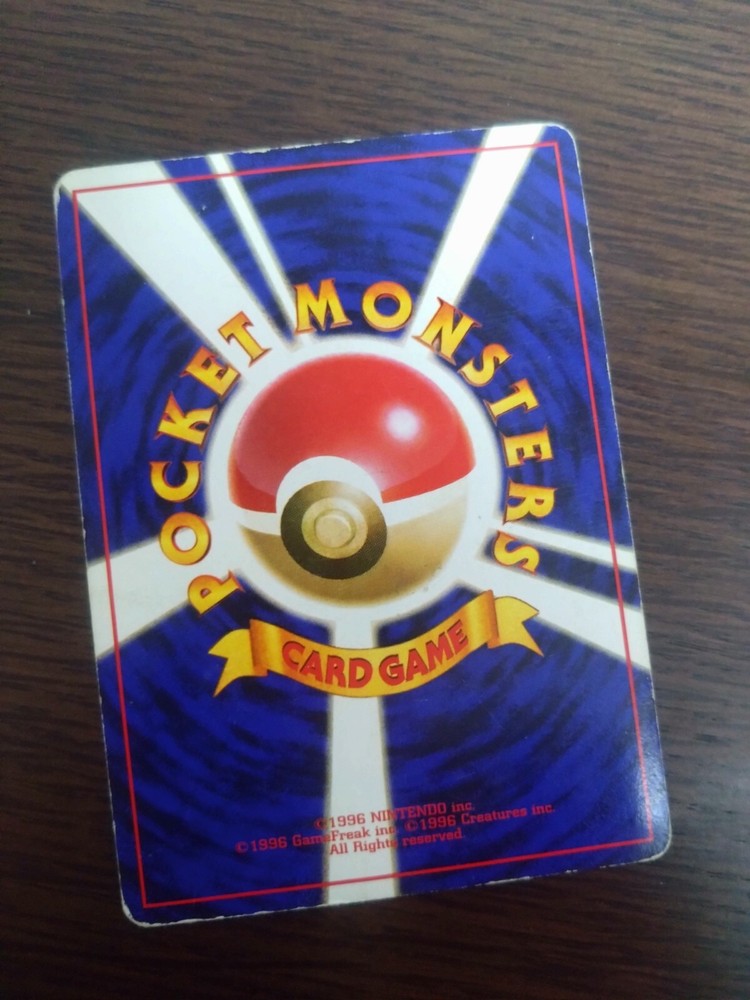 POCKET MONSTERS
CARD GAME
©1996 NINTENDO inc.
©1996 GameFreak inc. ©1996 Creatures inc.
All Rights reserved.